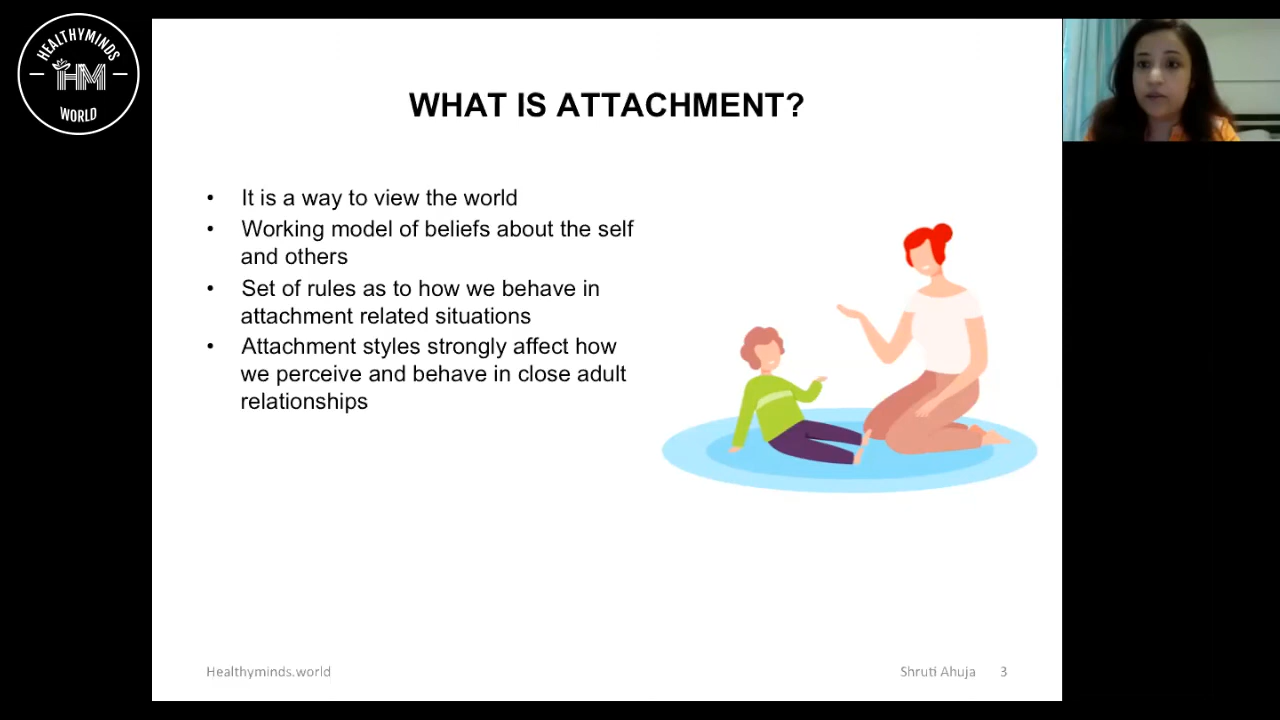 HEALTHYMINDS
HM
WORLD
WHAT IS ATTACHMENT?
• It is a way to view the world
• Working model of beliefs about the self
and others
• Set of rules as to how we behave in
attachment related situations
• Attachment styles strongly affect how
we perceive and behave in close adult
relationships
Healthyminds.world
Shruti Ahuja 3